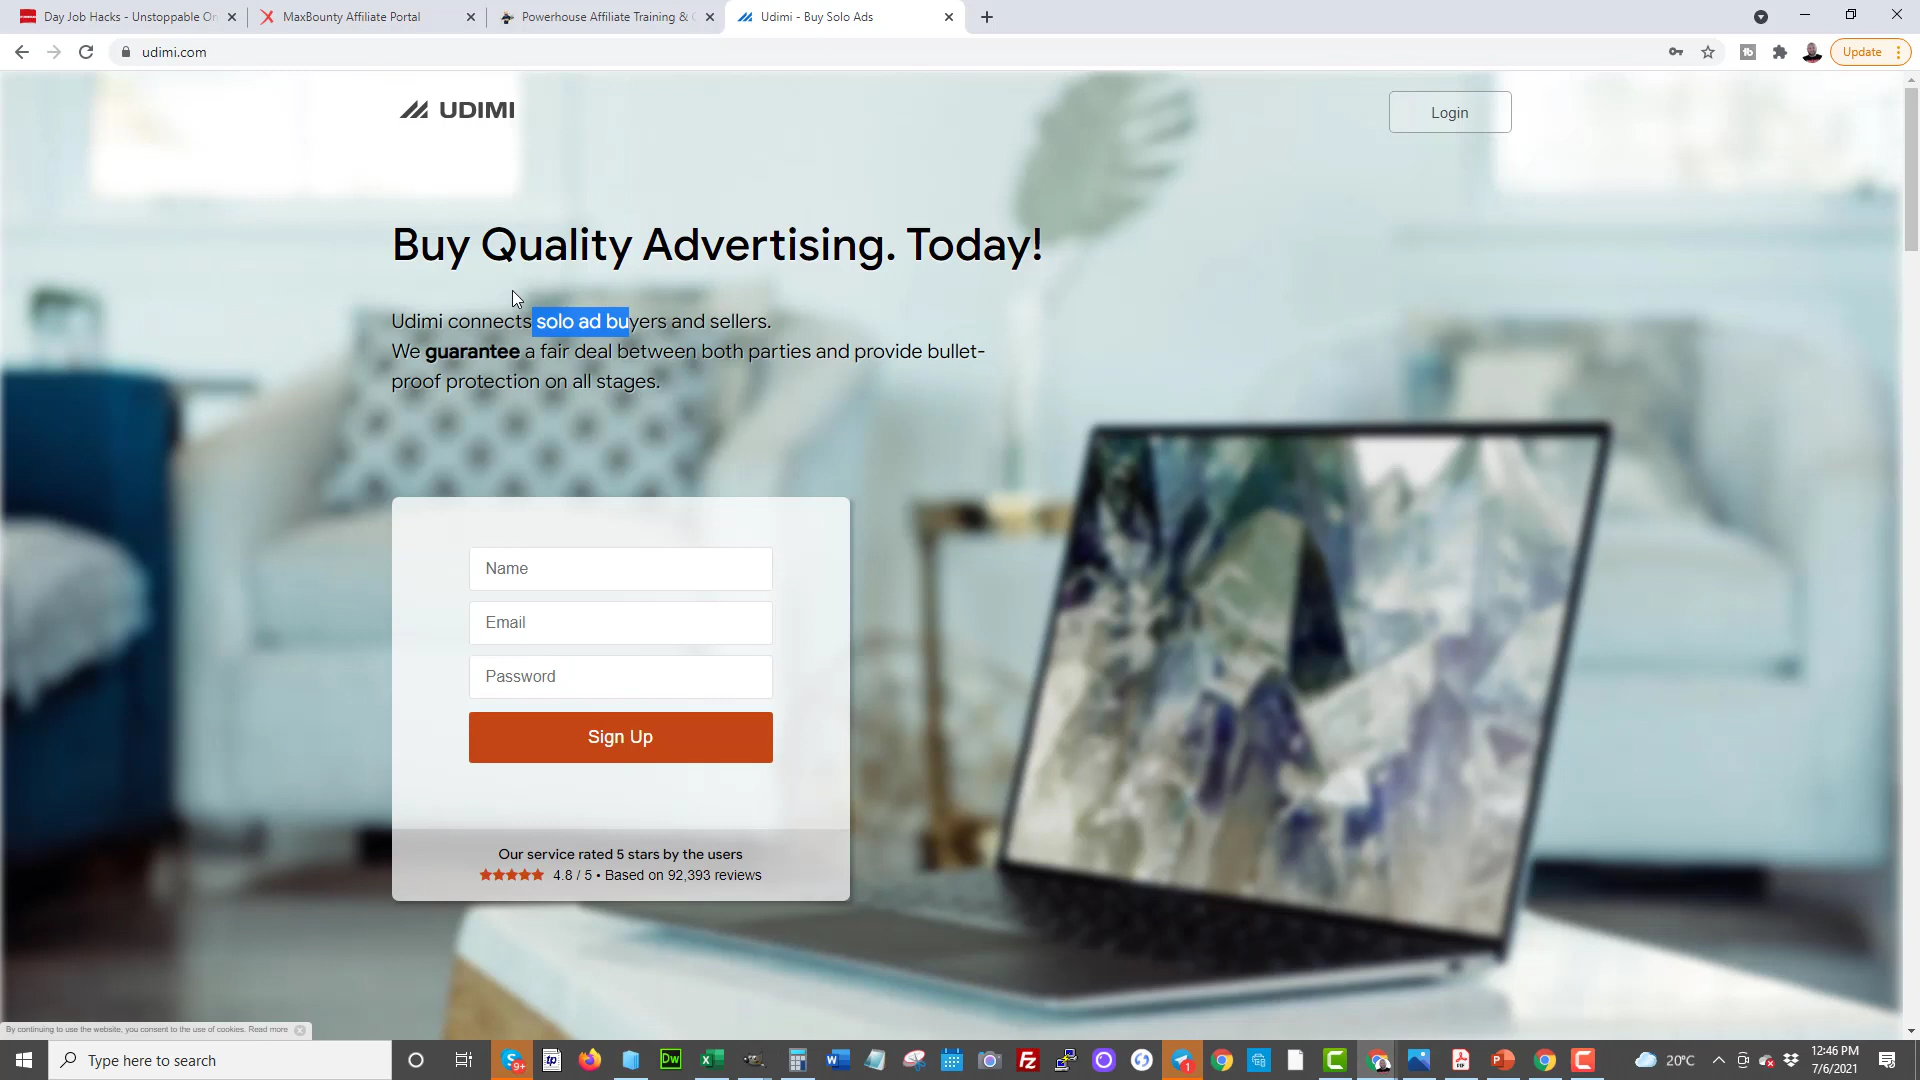 Day Job Hacks - Unstoppable On
MaxBounty Affiliate Portal
Powerhouse Affiliate Training &
Udimi - Buy Solo Ads
udimi.com
Update
UDIMI
Login
Buy Quality Advertising. Today!
Udimi connects solo ad buyers and sellers.
We guarantee a fair deal between both parties and provide bullet-
proof protection on all stages.
Name
Email
Password
Sign Up
Our service rated 5 stars by the users
4.8 / 5 • Based on 92,393 reviews
By continuing to use the website, you consent to the use of cookies. Read more
Type here to search
9+
tp
Dw
1
20°C
12:46 PM
7/6/2021